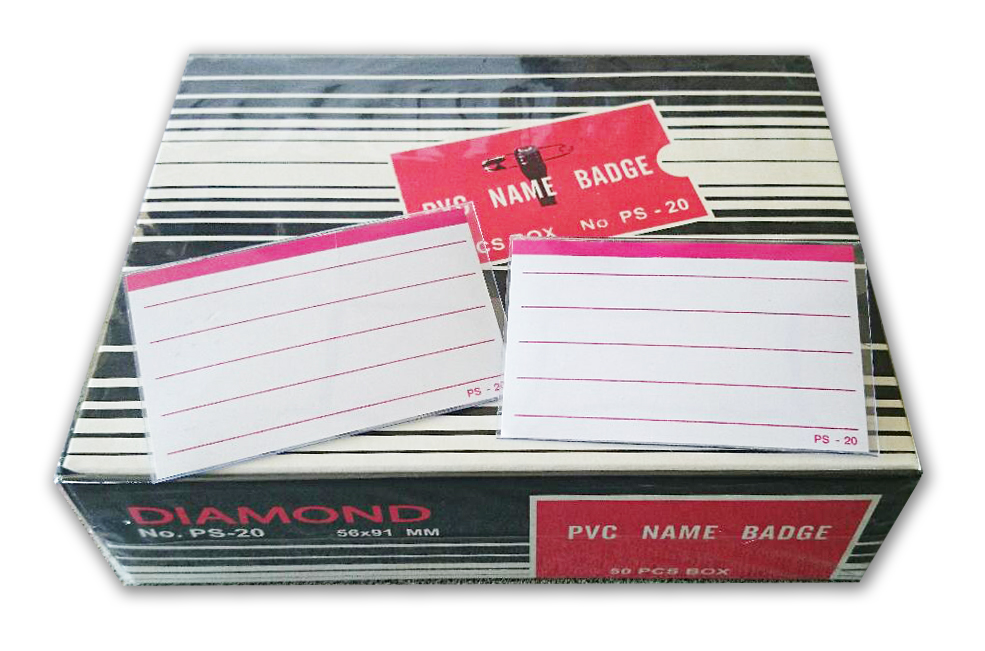 PVC NAME BADGE
PCS BOX No PS - 20
PS - 20
PS - 20
DIAMOND
No. PS-20 56x91 MM
PVC NAME BADGE
50 PCS BOX